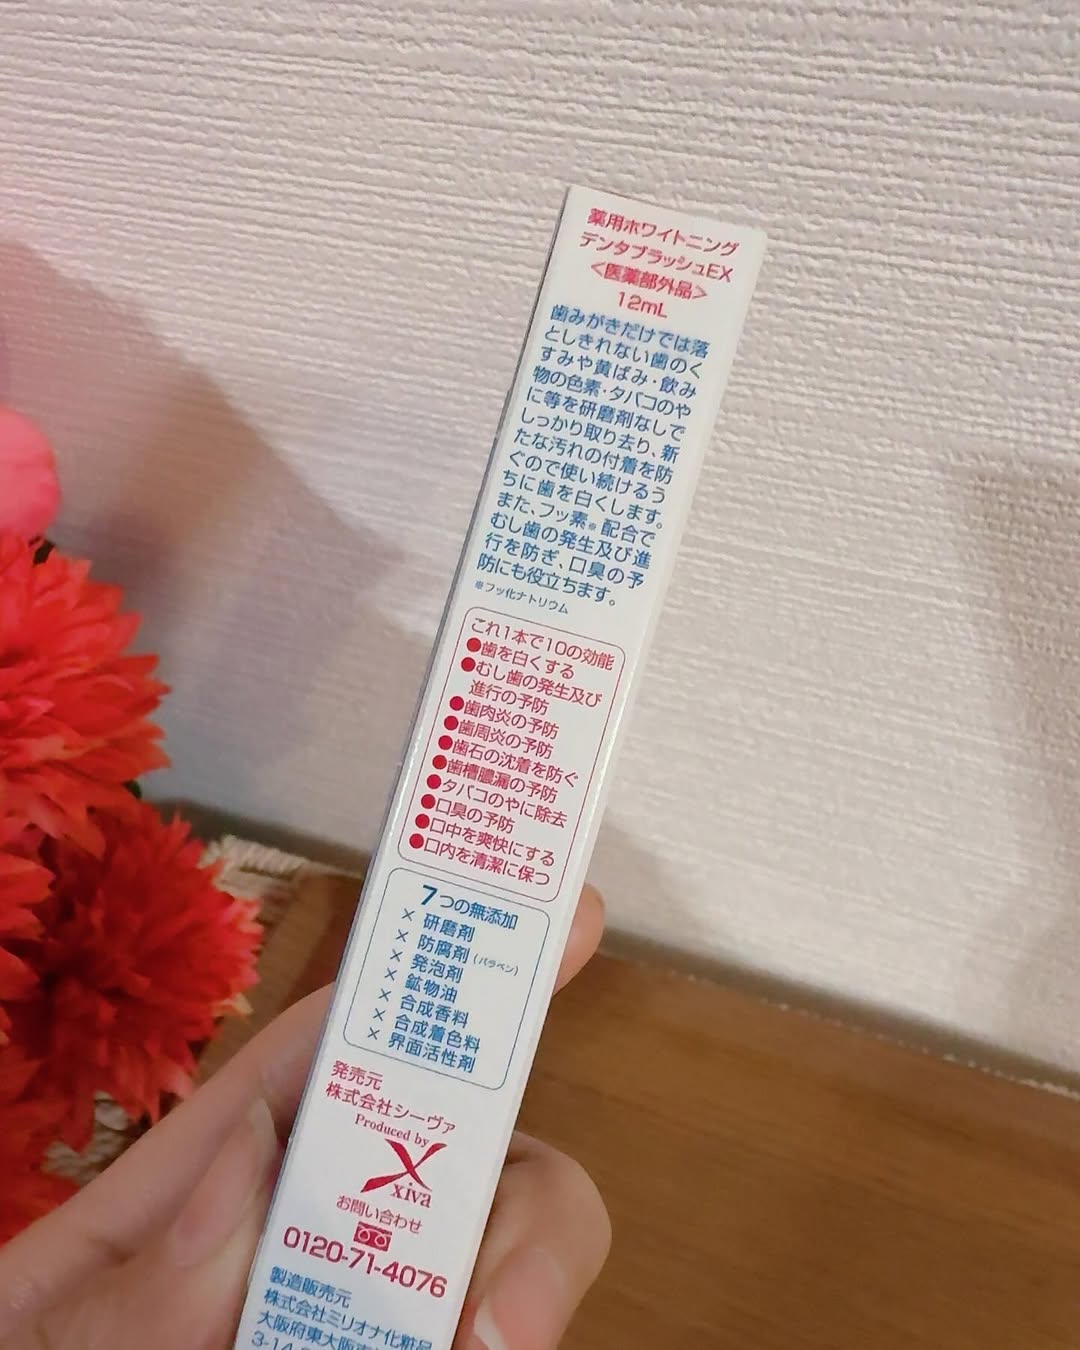 薬用ホワイトニング
デンタブラッシュEX
<医薬部外品>
12mL
歯みがきだけでは落
としきれない歯のく
すみや黄ばみ・飲み
物の色素・タバコのや
に等を研磨剤なしで
しっかり取り去り、新
たな汚れの付着を防
ぐので使い続けるう
ちに歯を白くします。
また、フッ素※配合で
むし歯の発生及び進
行を防ぎ、口臭の予
防にも役立ちます。
※フッ化ナトリウム
これ1本で10の効能
●歯を白くする
●むし歯の発生及び
進行の予防
●歯肉炎の予防
●歯周炎の予防
●歯石の沈着を防ぐ
●歯槽膿漏の予防
●タバコのやに除去
●口臭の予防
●口中を爽快にする
●口内を清潔に保つ
7つの無添加
× 研磨剤
× 防腐剤(パラベン)
× 発泡剤
× 鉱物油
× 合成香料
× 合成着色料
× 界面活性剤
発売元
株式会社シーヴァ
Produced by
xiva
お問い合わせ
0120-71-4076
製造販売元
株式会社ミリオナ化粧品
大阪府東大阪市
3-14-